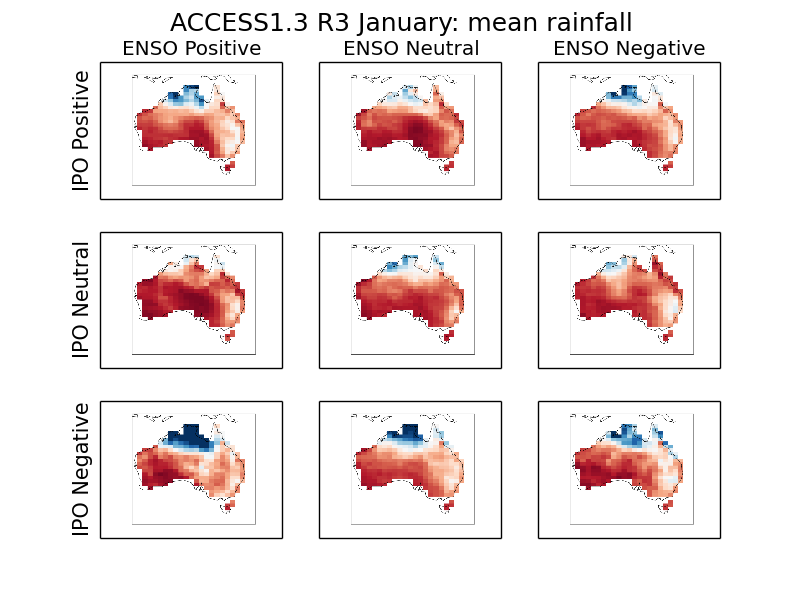 ACCESS1.3 R3 January: mean rainfall
ENSO Positive
ENSO Neutral
ENSO Negative
IPO Positive
IPO Neutral
IPO Negative